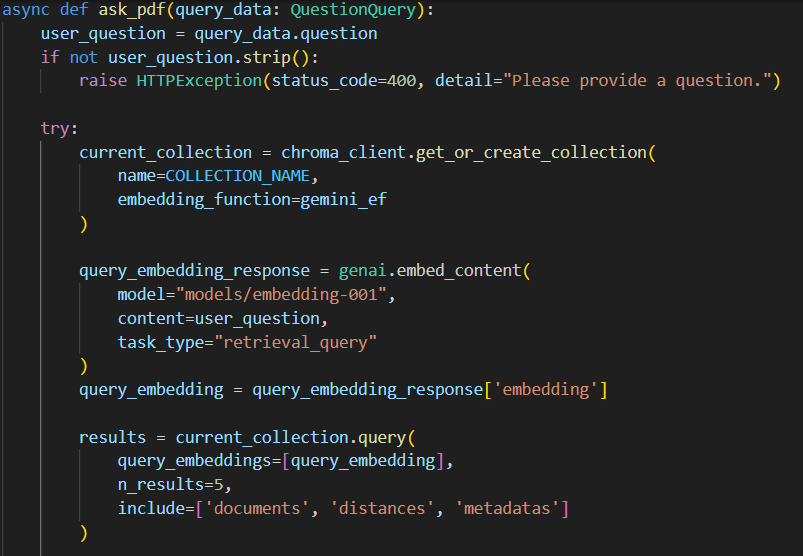 async def ask_pdf(query_data: QuestionQuery):
    user_question = query_data.question
    if not user_question.strip():
        raise HTTPException(status_code=400, detail="Please provide a question.")

    try:
        current_collection = chroma_client.get_or_create_collection(
            name=COLLECTION_NAME,
            embedding_function=gemini_ef
        )

        query_embedding_response = genai.embed_content(
            model="models/embedding-001",
            content=user_question,
            task_type="retrieval_query"
        )
        query_embedding = query_embedding_response['embedding']

        results = current_collection.query(
            query_embeddings=[query_embedding],
            n_results=5,
            include=['documents', 'distances', 'metadatas']
        )